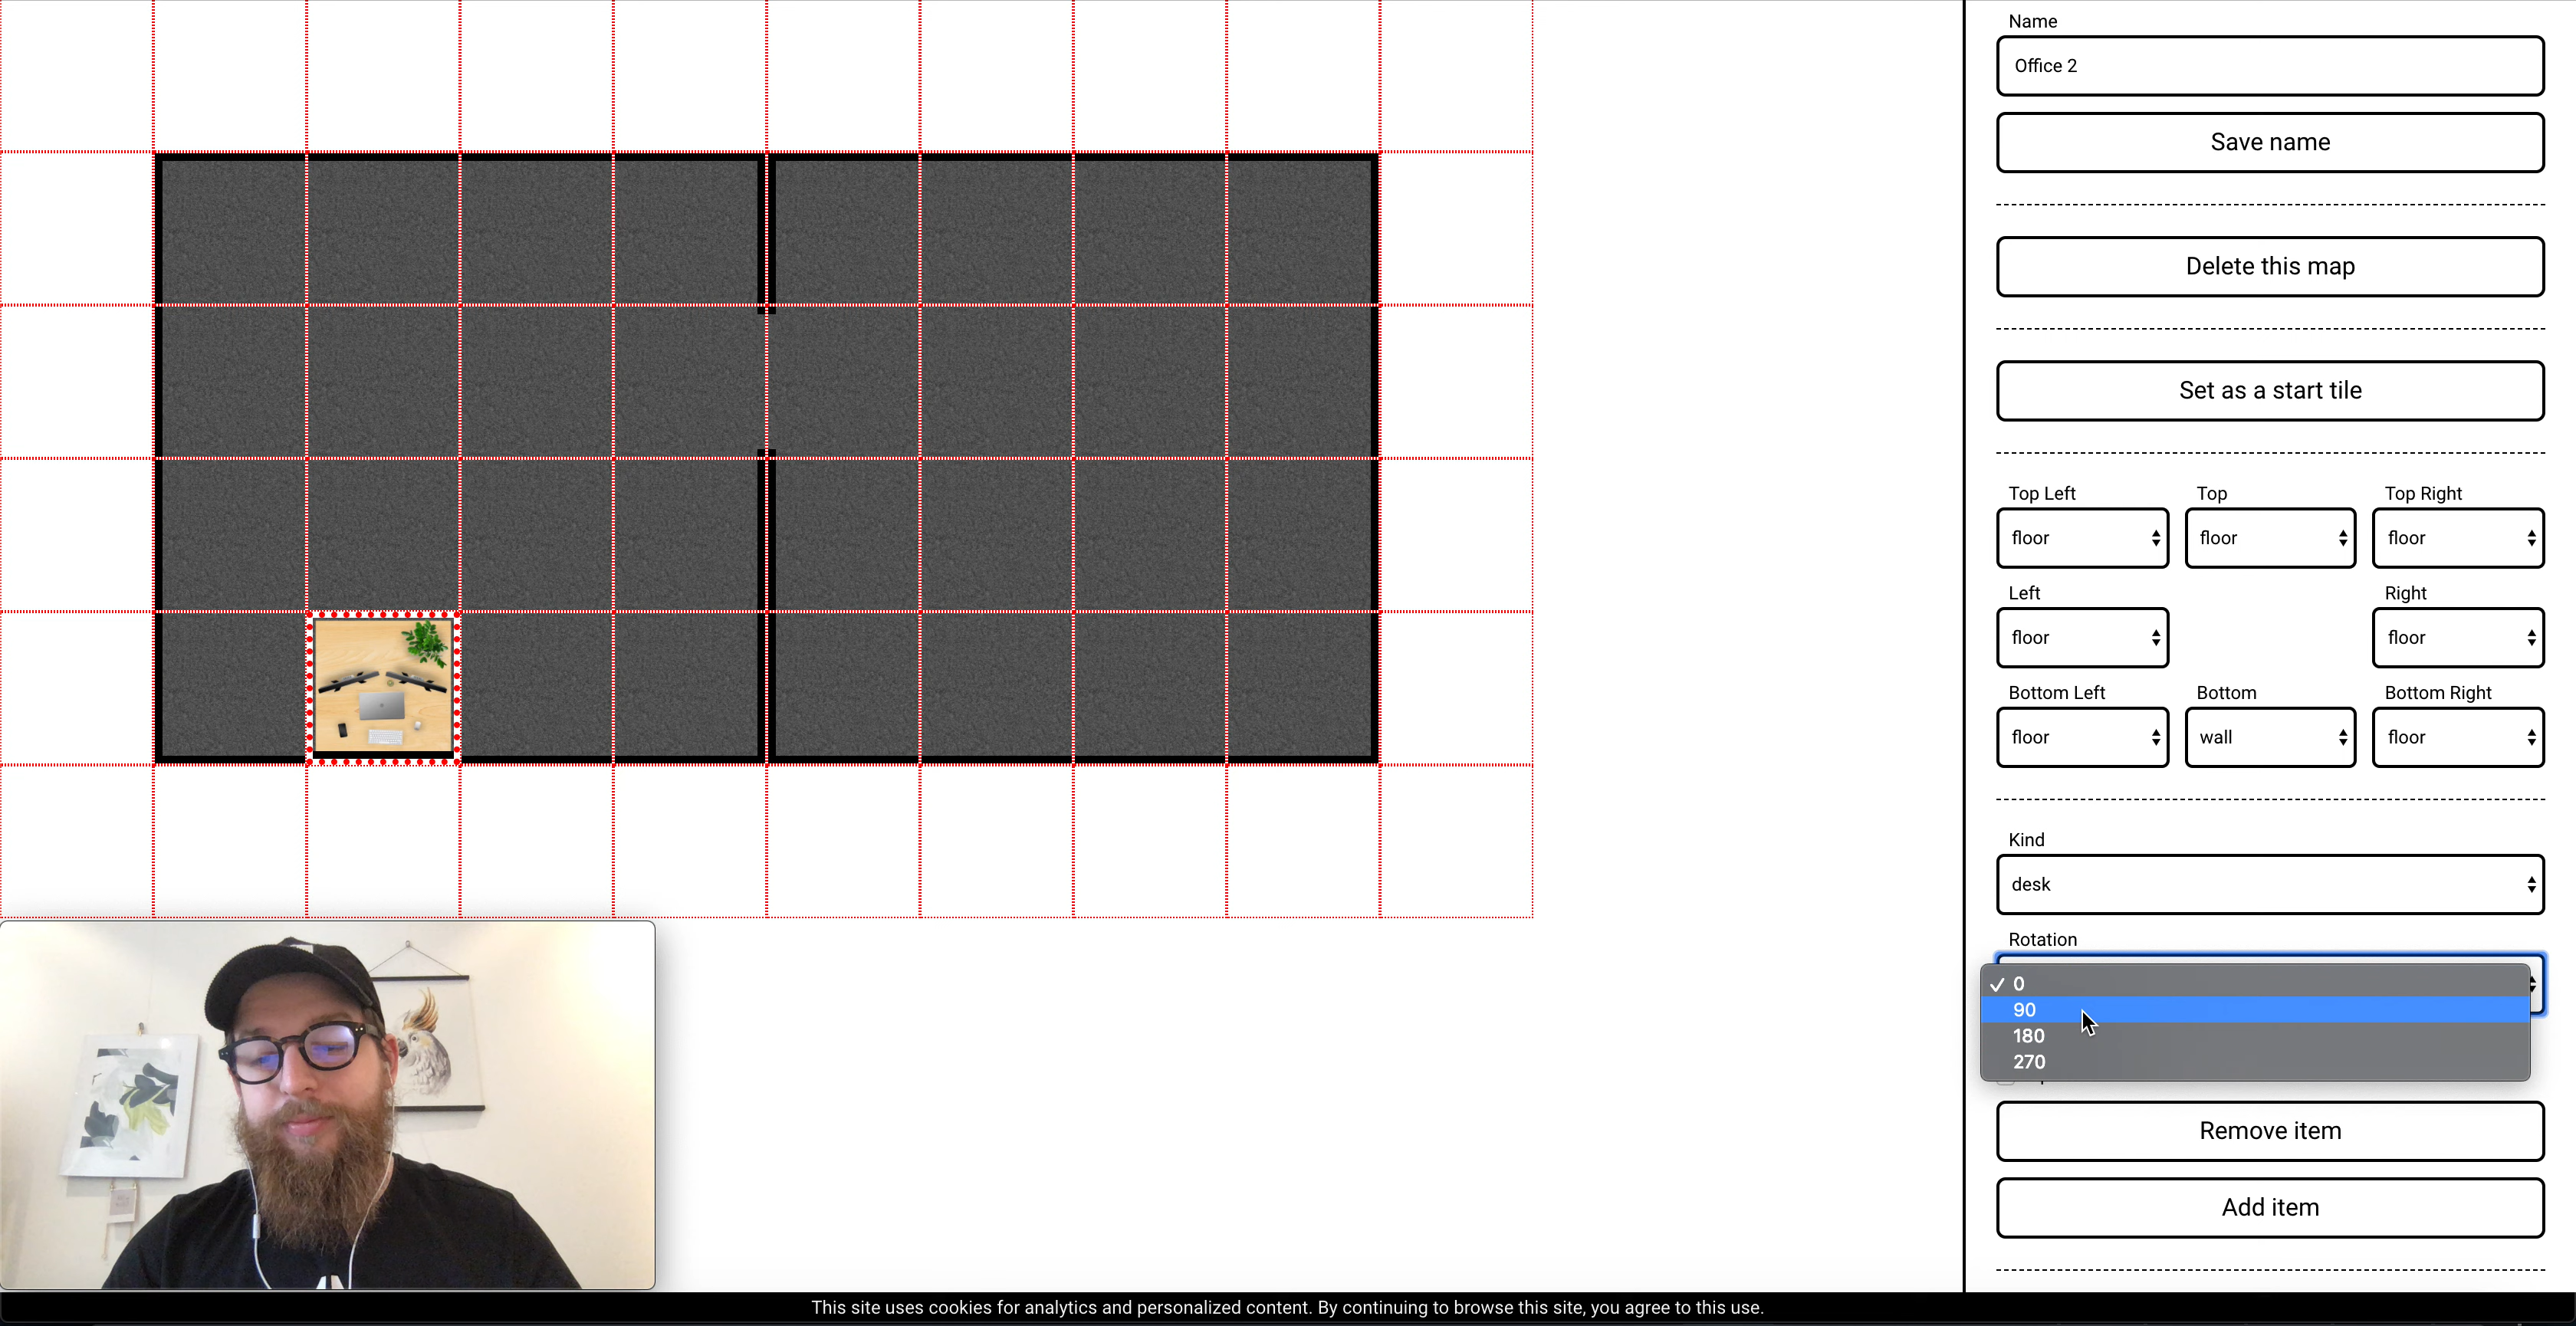 Name
Office 2
Save name
Delete this map
Set as a start tile
Top Left Top Top Right
floor floor floor
Left Right
floor floor
Bottom Left Bottom Bottom Right
floor wall floor
Kind
desk
Rotation
0
90
180
270
Remove item
Add item
This site uses cookies for analytics and personalized content. By continuing to browse this site, you agree to this use.